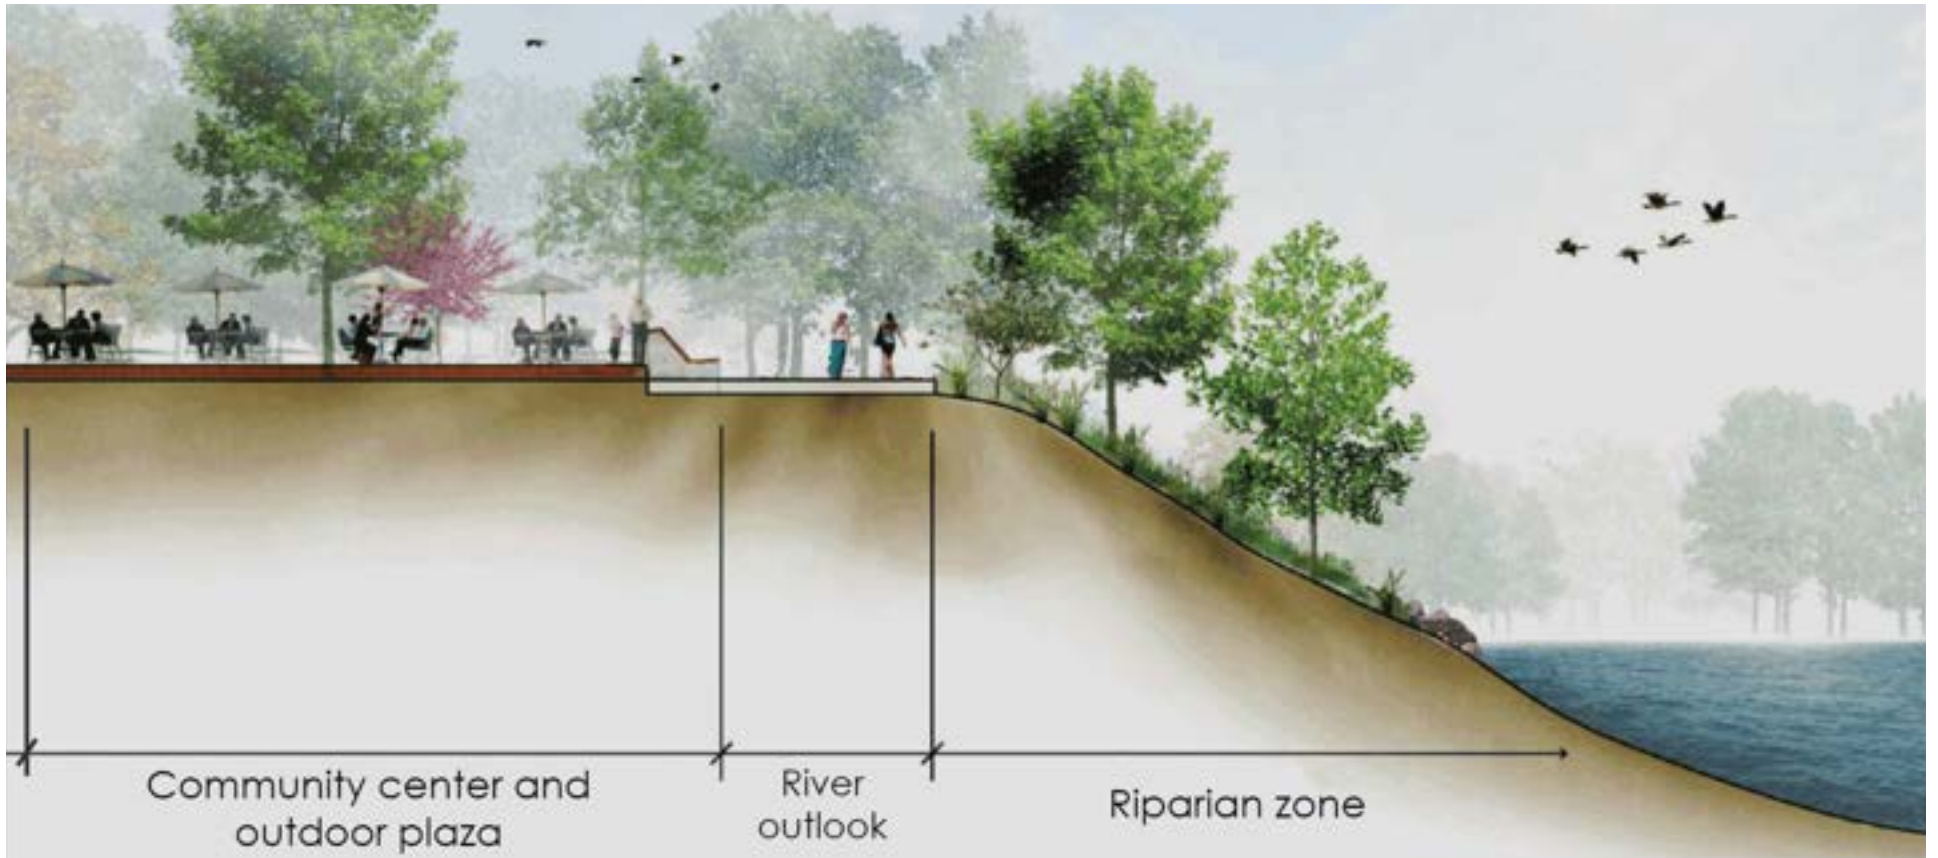 Community center and
outdoor plaza
River
outlook
Riparian zone